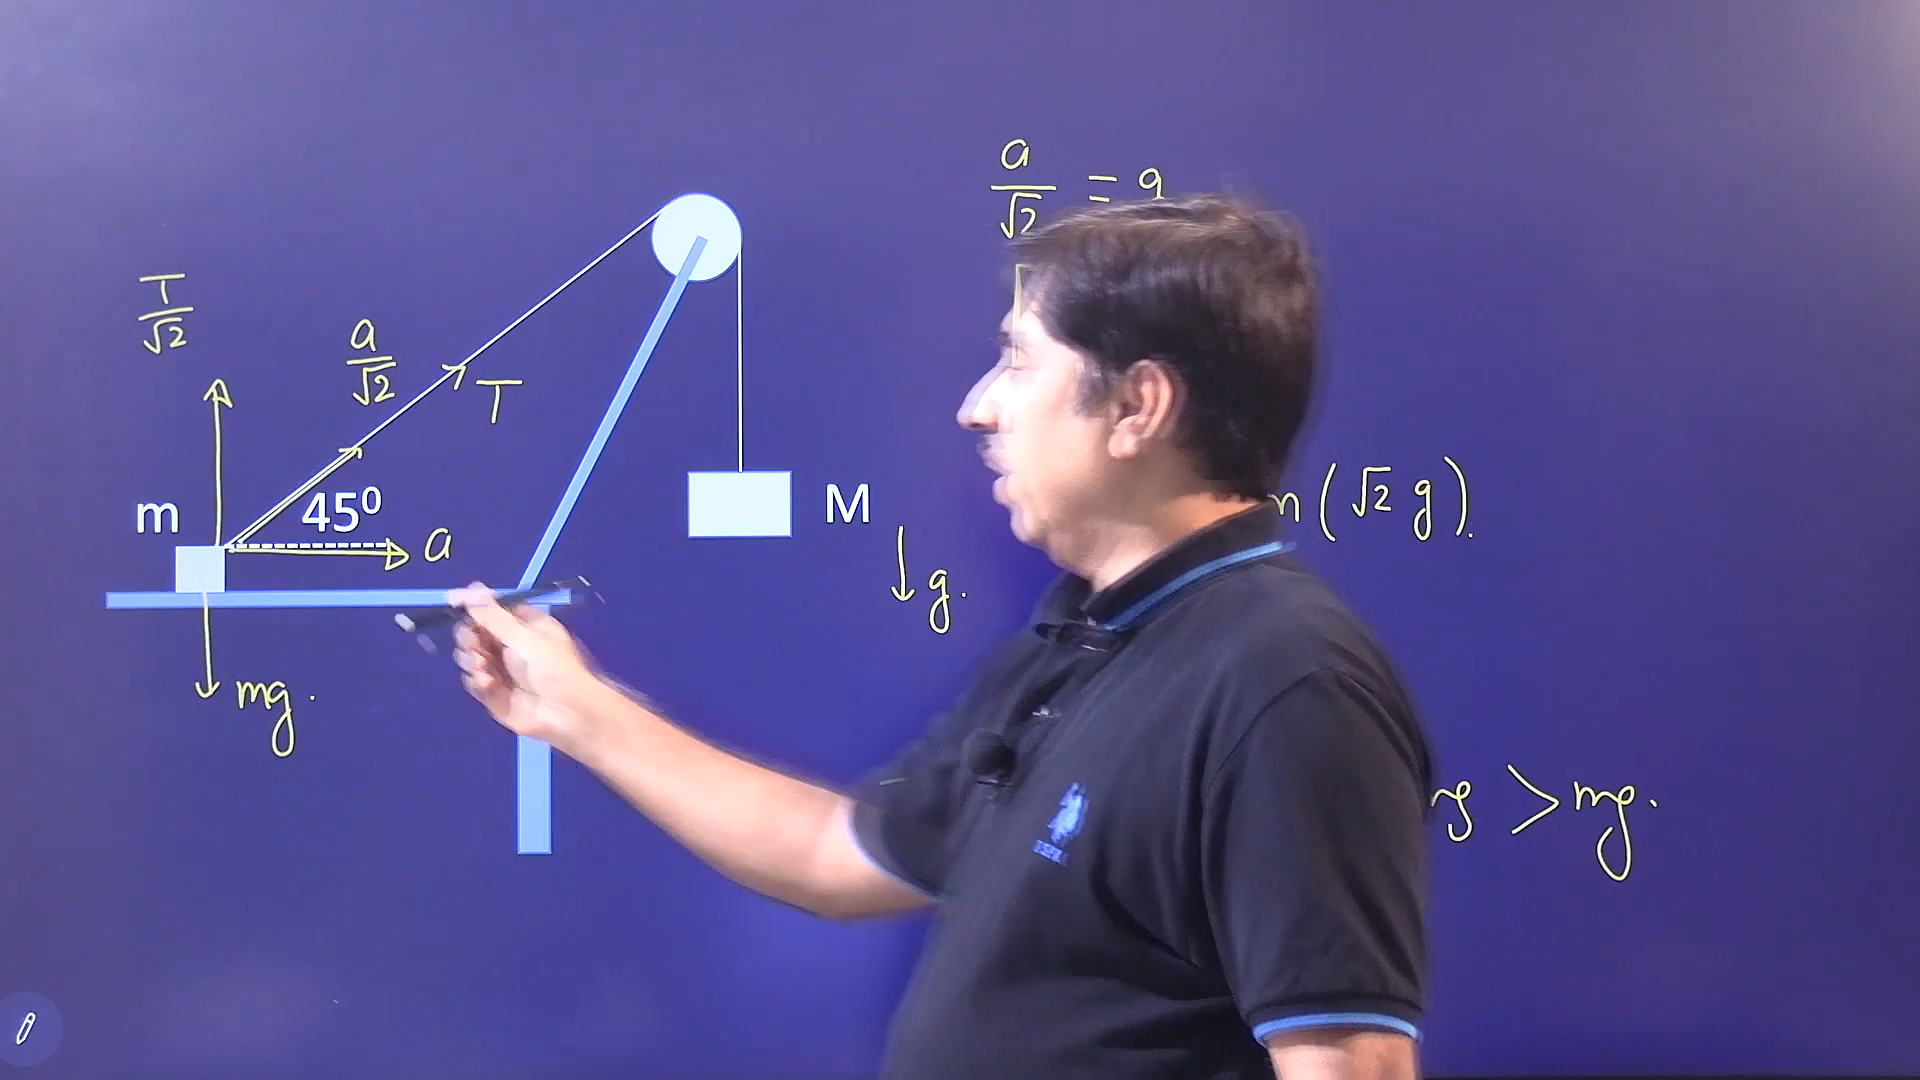 T/√2
a/√2
T
m
45⁰
a
mg.
M
↓ g.
a/√2 = g
(√2 g).
> mg.